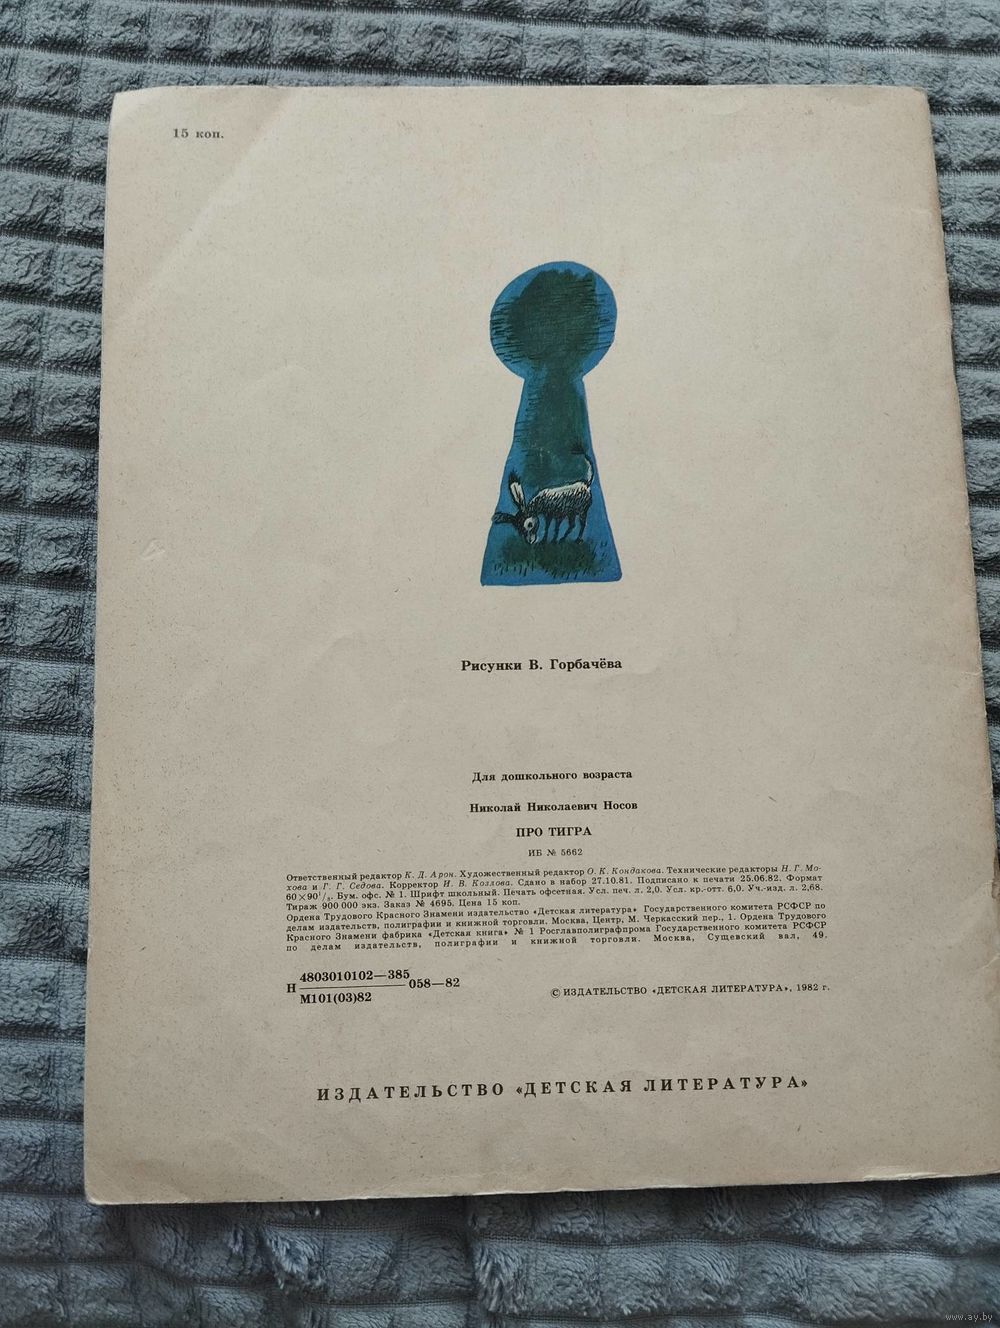 15 коп.
Рисунки В. Горбачёва
Для дошкольного возраста
Николай Николаевич Носов
ПРО ТИГРА
ИБ № 5662
Ответственный редактор К. Д. Арон. Художественный редактор О. К. Кондакова. Технические редакторы Н. Г. Мо-
хова и Г. Г. Седова. Корректор И. В. Козлова. Сдано в набор 27.10.81. Подписано к печати 25.06.82. Формат
60×90¹/₈. Бум. офс. № 1. Шрифт школьный. Печать офсетная. Усл. печ. л. 2,0. Усл. кр.-отт. 6,0. Уч.-изд. л. 2,68.
Тираж 900 000 экз. Заказ № 4695. Цена 15 коп.
Ордена Трудового Красного Знамени издательство «Детская литература» Государственного комитета РСФСР по
делам издательств, полиграфии и книжной торговли. Москва, Центр, М. Черкасский пер., 1. Ордена Трудового
Красного Знамени фабрика «Детская книга» № 1 Росглавполиграфпрома Государственного комитета РСФСР
по делам издательств, полиграфии и книжной торговли. Москва, Сущевский вал, 49.
Н 4803010102—385 058—82
М101(03)82
© ИЗДАТЕЛЬСТВО «ДЕТСКАЯ ЛИТЕРАТУРА», 1982 г.
ИЗДАТЕЛЬСТВО «ДЕТСКАЯ ЛИТЕРАТУРА»
www.ay.by